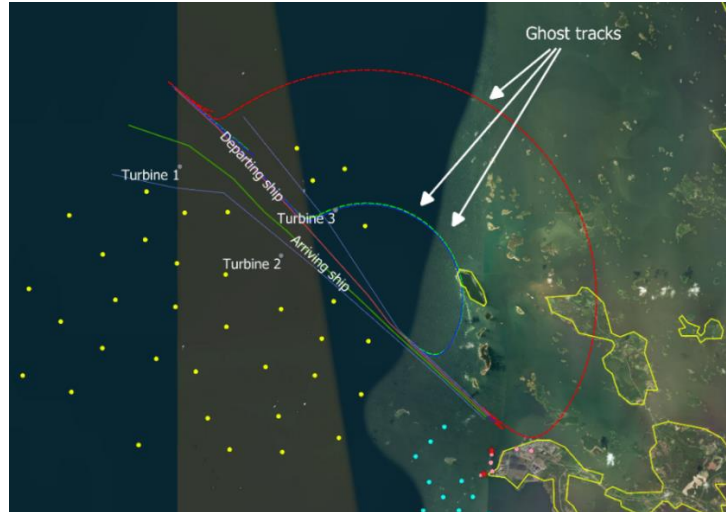 Ghost tracks
Departing ship
Turbine 1
Turbine 3
Arriving ship
Turbine 2